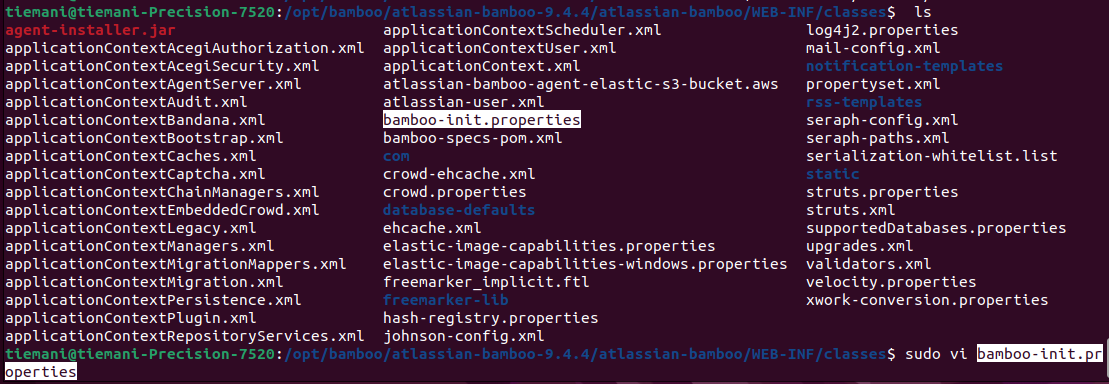 tiemani@tiemani-Precision-7520:/opt/bamboo/atlassian-bamboo-9.4.4/atlassian-bamboo/WEB-INF/classes$ ls
agent-installer.jar applicationContextScheduler.xml log4j2.properties
applicationContextAcegiAuthorization.xml applicationContextUser.xml mail-config.xml
applicationContextAcegiSecurity.xml applicationContext.xml notification-templates
applicationContextAgentServer.xml atlassian-bamboo-agent-elastic-s3-bucket.aws propertyset.xml
applicationContextAudit.xml atlassian-user.xml rss-templates
applicationContextBandana.xml bamboo-init.properties seraph-config.xml
applicationContextBootstrap.xml bamboo-specs-pom.xml seraph-paths.xml
applicationContextCaches.xml com serialization-whitelist.list
applicationContextCaptcha.xml crowd-ehcache.xml static
applicationContextChainManagers.xml crowd.properties struts.properties
applicationContextEmbeddedCrowd.xml database-defaults struts.xml
applicationContextLegacy.xml ehcache.xml supportedDatabases.properties
applicationContextManagers.xml elastic-image-capabilities.properties upgrades.xml
applicationContextMigrationMappers.xml elastic-image-capabilities-windows.properties validators.xml
applicationContextMigration.xml freemarker_implicit.ftl velocity.properties
applicationContextPersistence.xml freemarker-lib xwork-conversion.properties
applicationContextPlugin.xml hash-registry.properties
applicationContextRepositoryServices.xml johnson-config.xml
tiemani@tiemani-Precision-7520:/opt/bamboo/atlassian-bamboo-9.4.4/atlassian-bamboo/WEB-INF/classes$ sudo vi bamboo-init.pr
operties